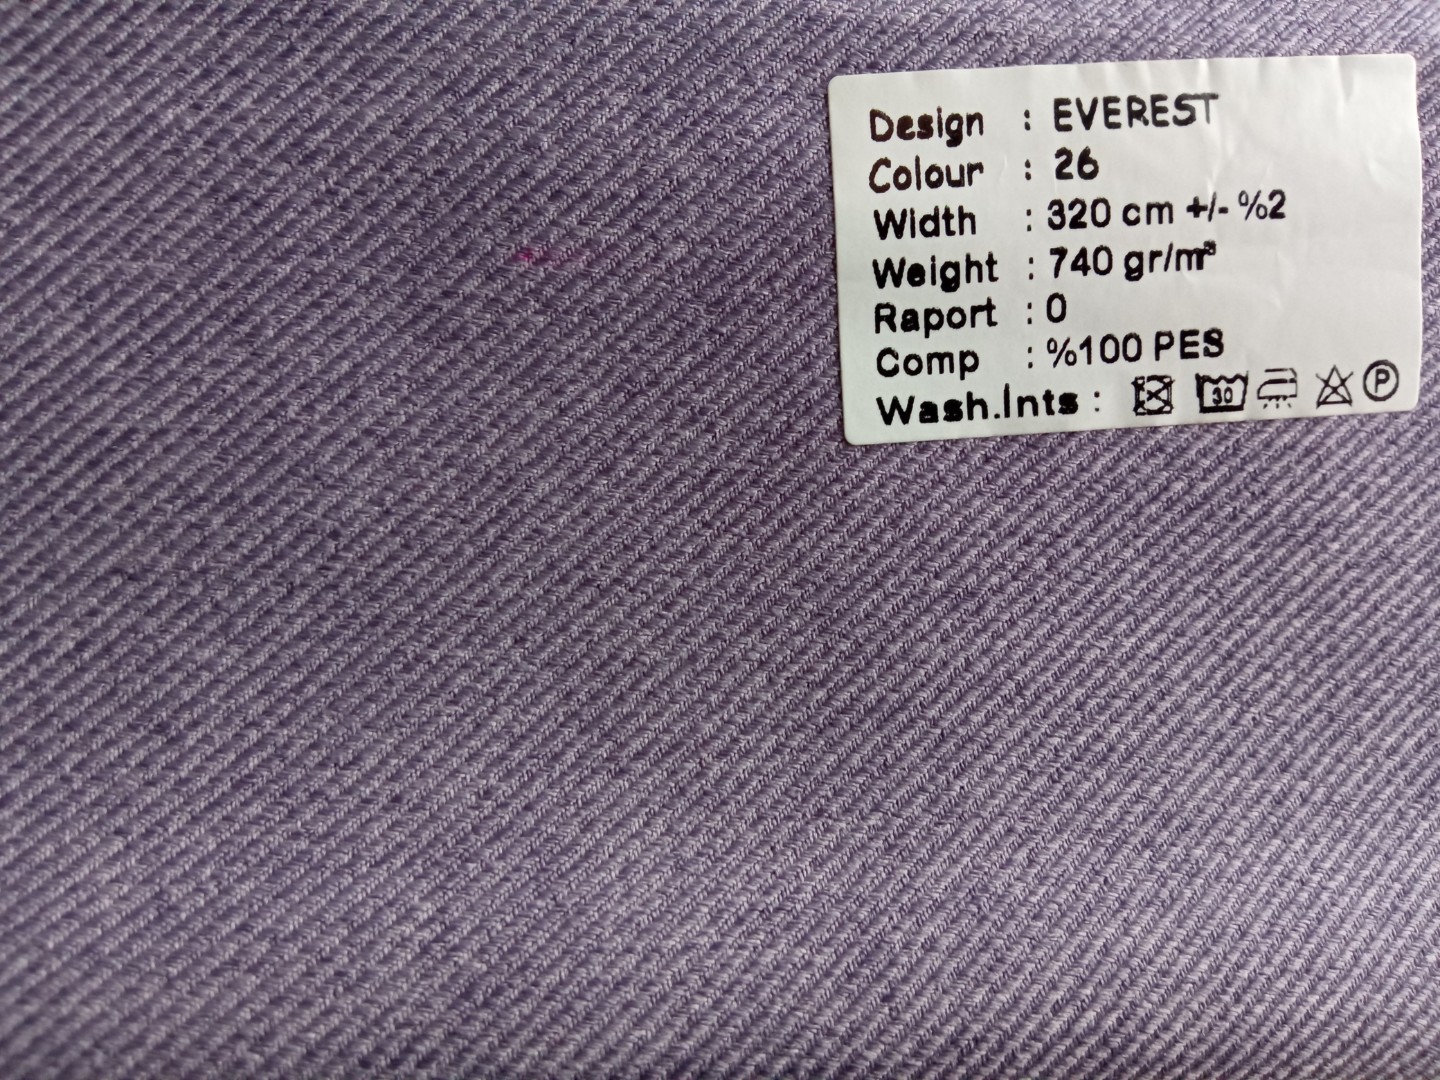 Design : EVEREST
Colour : 26
Width : 320 cm +/- %2
Weight : 740 gr/m²
Raport : 0
Comp : %100 PES
Wash.Ints : 30 P